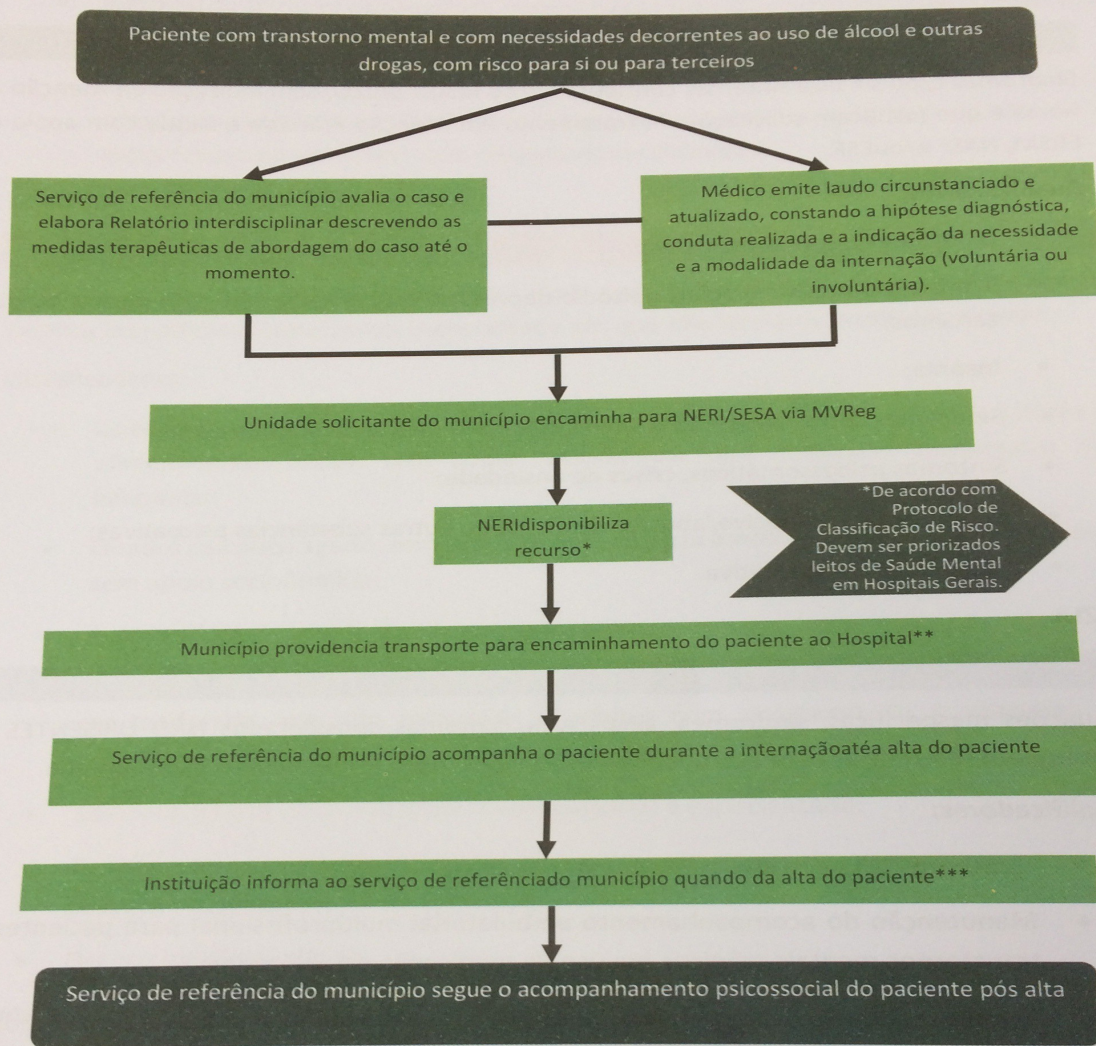 Paciente com transtorno mental e com necessidades decorrentes ao uso de álcool e outras
drogas, com risco para si ou para terceiros
Serviço de referência do município avalia o caso e
elabora Relatório interdisciplinar descrevendo as
medidas terapêuticas de abordagem do caso até o
momento.
Médico emite laudo circunstanciado e
atualizado, constando a hipótese diagnóstica,
conduta realizada e a indicação da necessidade
e a modalidade da internação (voluntária ou
involuntária).
Unidade solicitante do município encaminha para NERI/SESA via MVReg
NERIdisponibiliza
recurso*
*De acordo com
Protocolo de
Classificação de Risco.
Devem ser priorizados
leitos de Saúde Mental
em Hospitais Gerais.
Município providencia transporte para encaminhamento do paciente ao Hospital**
Serviço de referência do município acompanha o paciente durante a internaçãoatéa alta do paciente
Instituição informa ao serviço de referênciado município quando da alta do paciente***
Serviço de referência do município segue o acompanhamento psicossocial do paciente pós alta